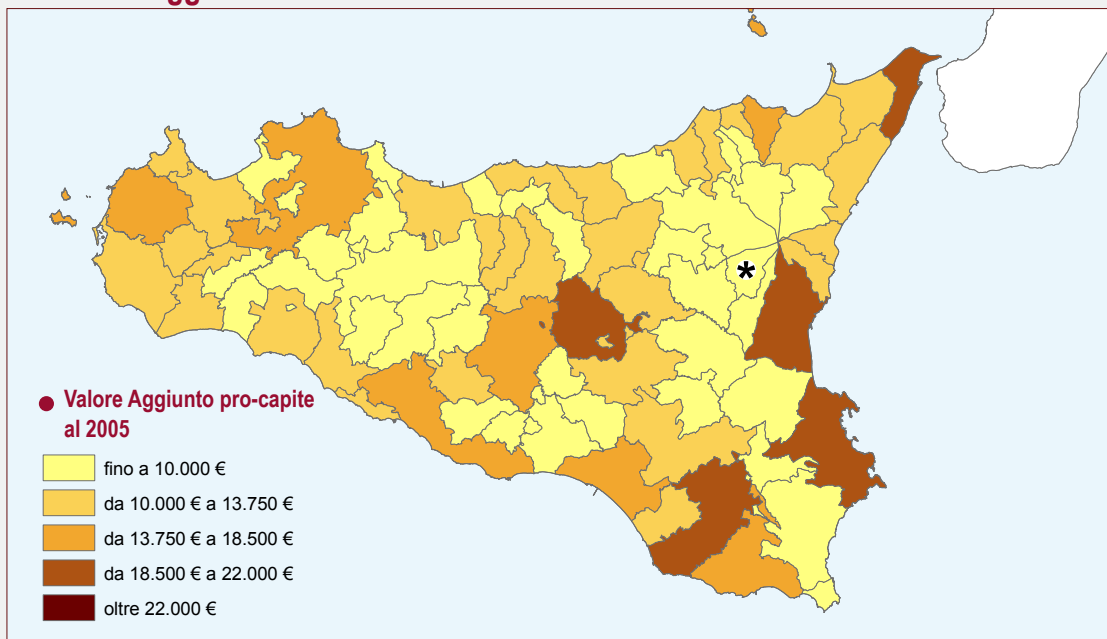 Valore Aggiunto pro-capite
al 2005
fino a 10.000 €
da 10.000 € a 13.750 €
da 13.750 € a 18.500 €
da 18.500 € a 22.000 €
oltre 22.000 €
*